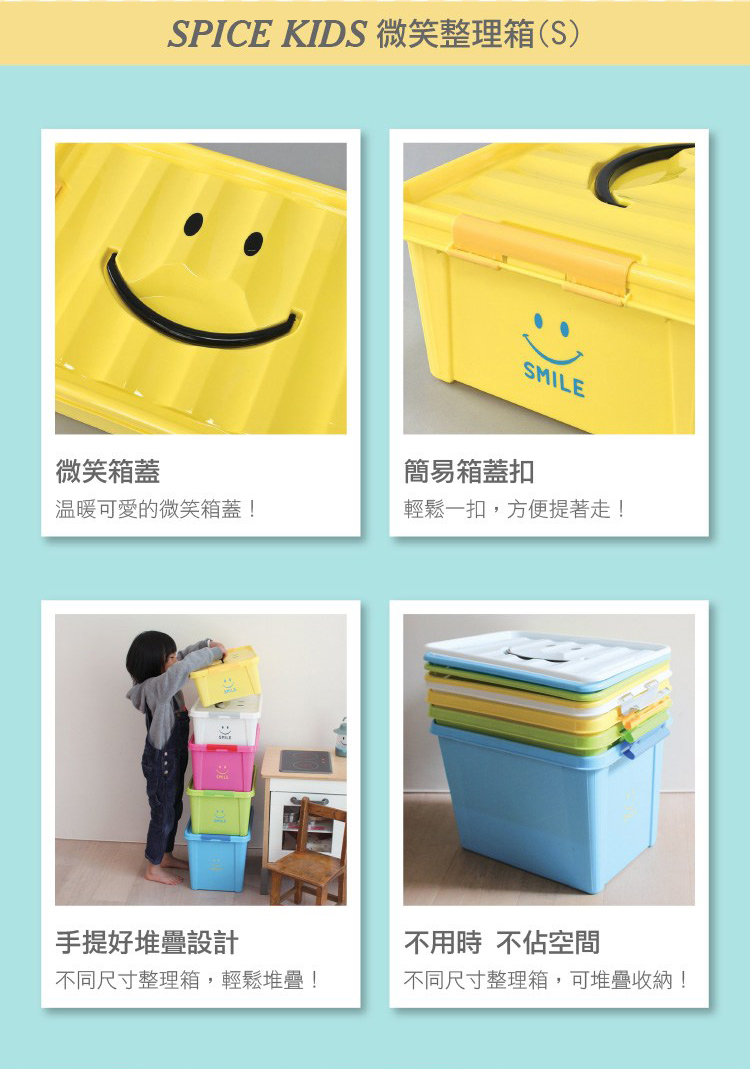 SPICE KIDS 微笑整理箱(S)
SMILE
微笑箱蓋
温暖可愛的微笑箱蓋！
簡易箱蓋扣
輕鬆一扣，方便提著走！
SMILE
SMILE
SMILE
SMILE
手提好堆疊設計
不同尺寸整理箱，輕鬆堆疊！
不用時 不佔空間
不同尺寸整理箱，可堆疊收納！